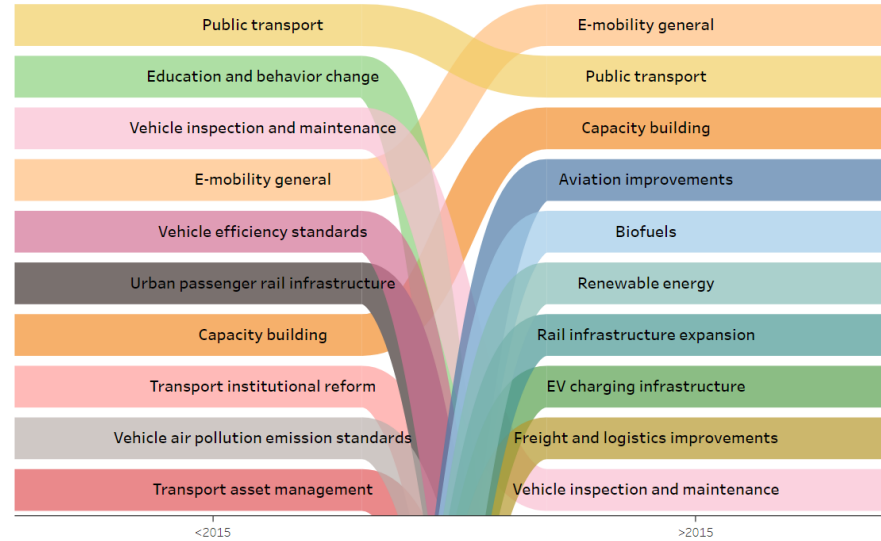 Public transport
E-mobility general
Education and behavior change
Public transport
Vehicle inspection and maintenance
Capacity building
E-mobility general
Aviation improvements
Vehicle efficiency standards
Biofuels
Urban passenger rail infrastructure
Renewable energy
Capacity building
Rail infrastructure expansion
Transport institutional reform
EV charging infrastructure
Vehicle air pollution emission standards
Freight and logistics improvements
Transport asset management
Vehicle inspection and maintenance
<2015
>2015